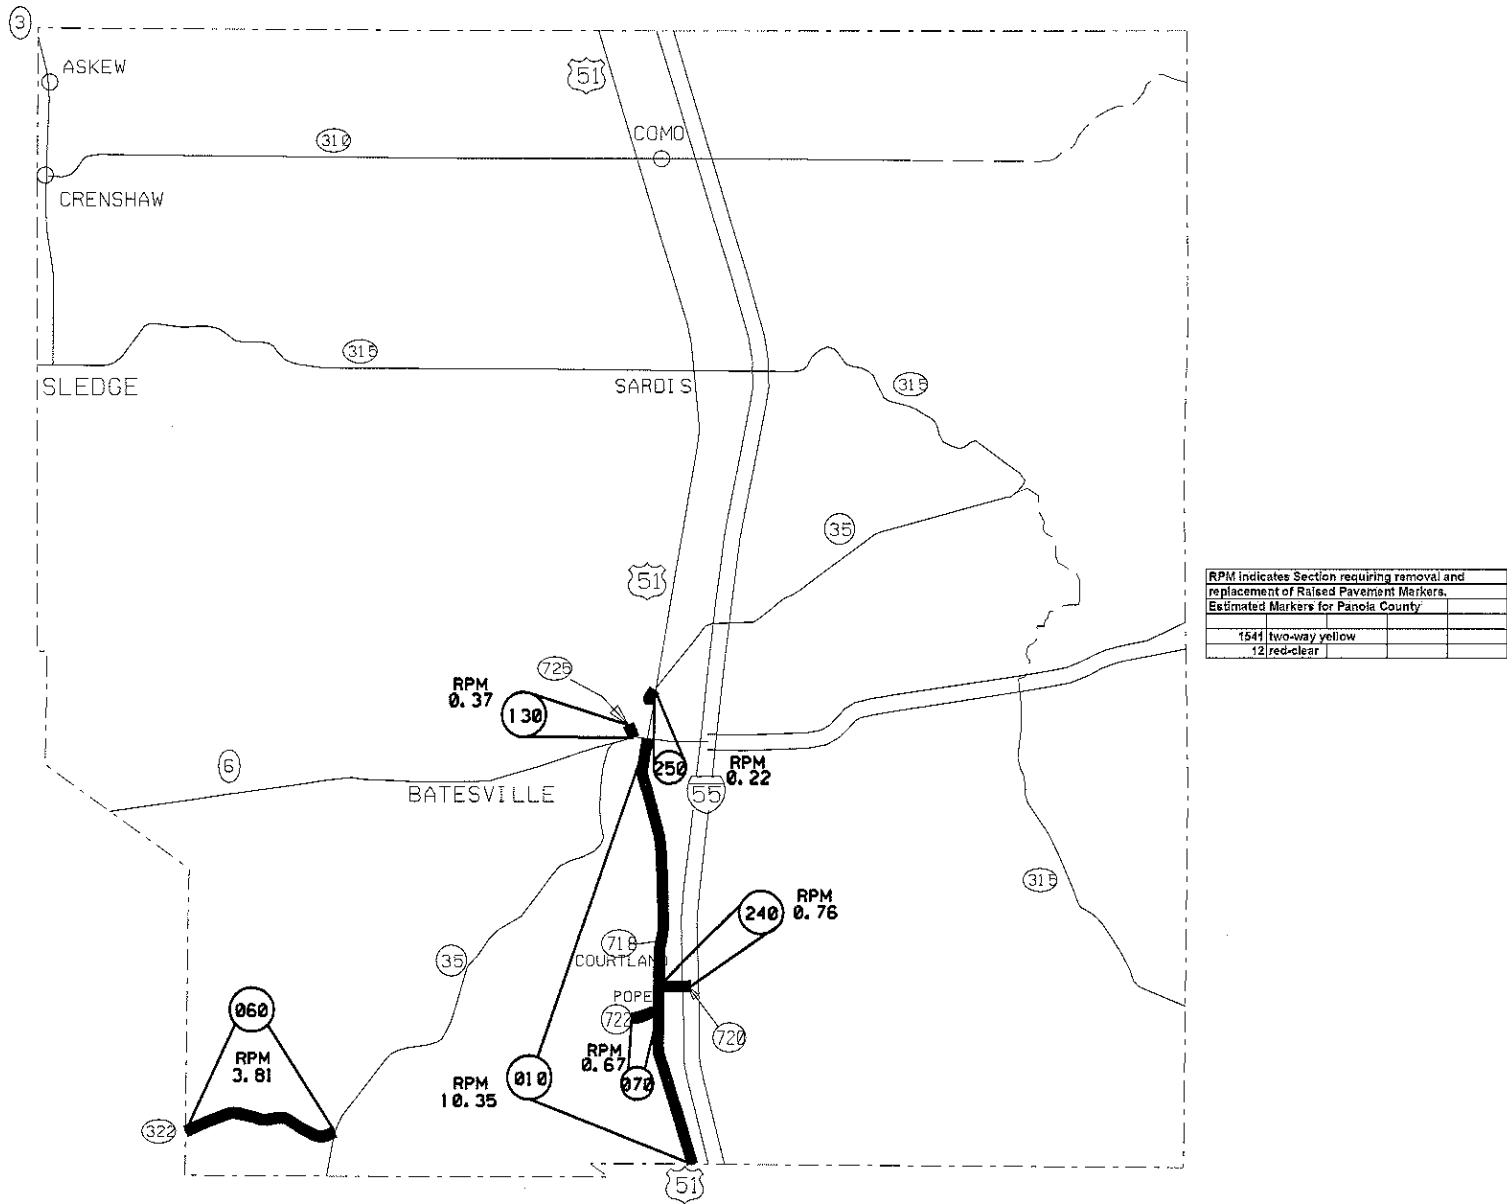 3
ASKEW
51
310
COMO
CRENSHAW
315
SLEDGE
SARDIS
315
35
51
RPM indicates Section requiring removal and
replacement of Raised Pavement Markers.
Estimated Markers for Panola County
1541 two-way yellow
12 red-clear
725
RPM
0.37
130
6
250
RPM
0.22
BATESVILLE
55
315
240
RPM
0.76
718
COURTLAND
35
POPE
722
720
060
RPM
3.81
RPM
0.67
070
010
RPM
10.35
322
51